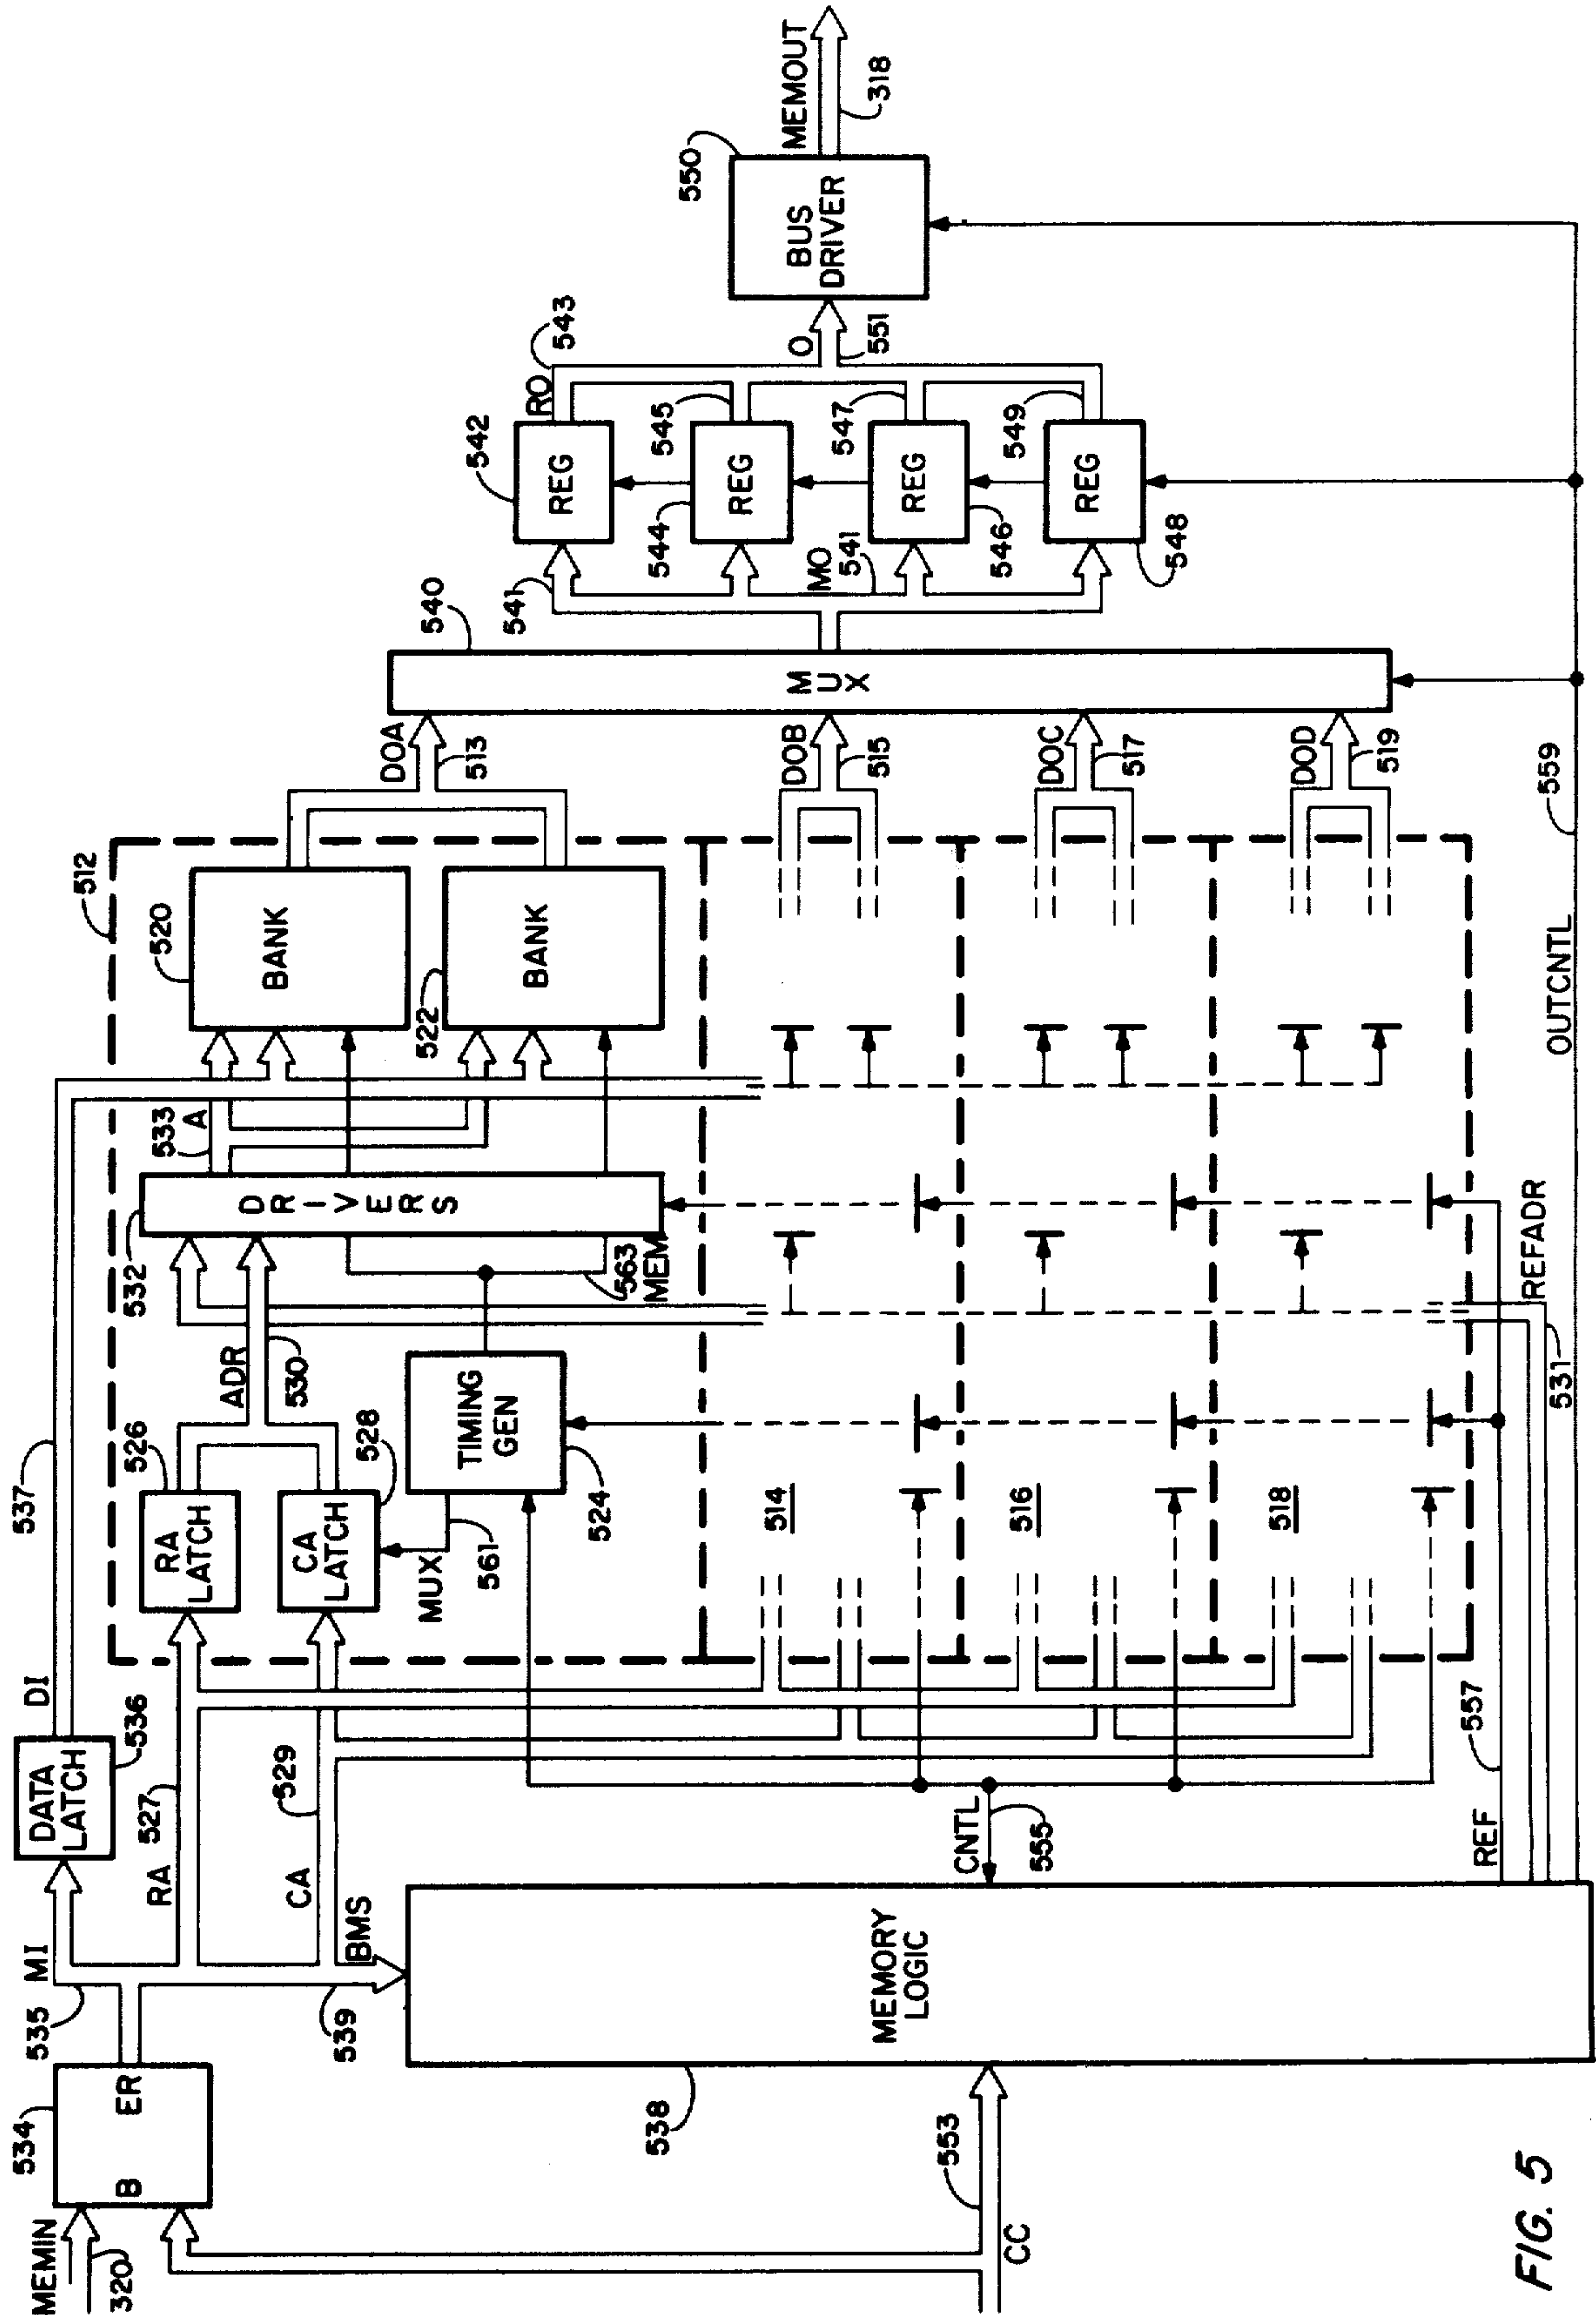 MEMIN
320
534
B ER
535
MI
DATA
LATCH
536
DI
537
RA
527
CA
529
539
BMS
RA
LATCH
526
CA
LATCH
528
ADR
530
MUX
561
TIMING
GEN
524
532
DRIVERS
563
MEM
533
A
520
BANK
522
BANK
512
DOA
513
540
MUX
541
MO
541
542
REG
RO
543
544
REG
545
546
REG
547
548
REG
549
O
551
550
BUS
DRIVER
MEMOUT
318
514
DOB
515
516
DOC
517
518
DOD
519
538
MEMORY
LOGIC
CNTL
555
553
CC
REF
557
531
REFADR
OUTCNTL
559
FIG. 5